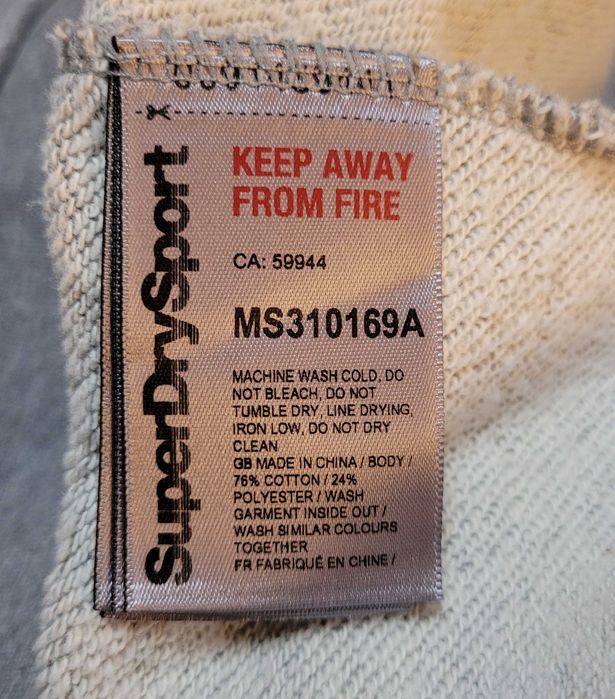 SuperDrySport
KEEP AWAY
FROM FIRE
CA: 59944
MS310169A
MACHINE WASH COLD, DO
NOT BLEACH, DO NOT
TUMBLE DRY, LINE DRYING,
IRON LOW, DO NOT DRY
CLEAN
GB MADE IN CHINA / BODY /
76% COTTON / 24%
POLYESTER / WASH
GARMENT INSIDE OUT /
WASH SIMILAR COLOURS
TOGETHER
FR FABRIQUÉ EN CHINE /